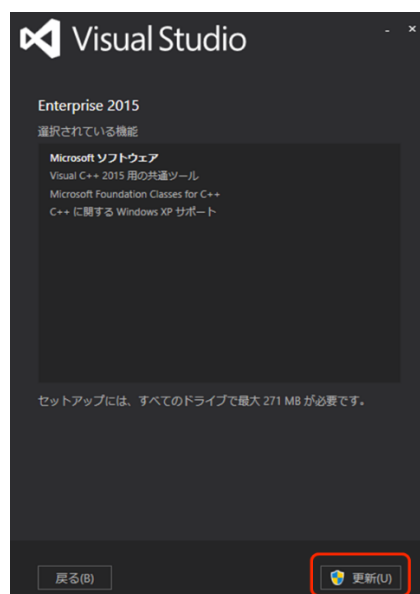 Visual Studio
Enterprise 2015
選択されている機能
Microsoft ソフトウェア
Visual C++ 2015 用の共通ツール
Microsoft Foundation Classes for C++
C++ に関する Windows XP サポート
セットアップには、すべてのドライブで最大 271 MB が必要です。
戻る(B)
更新(U)